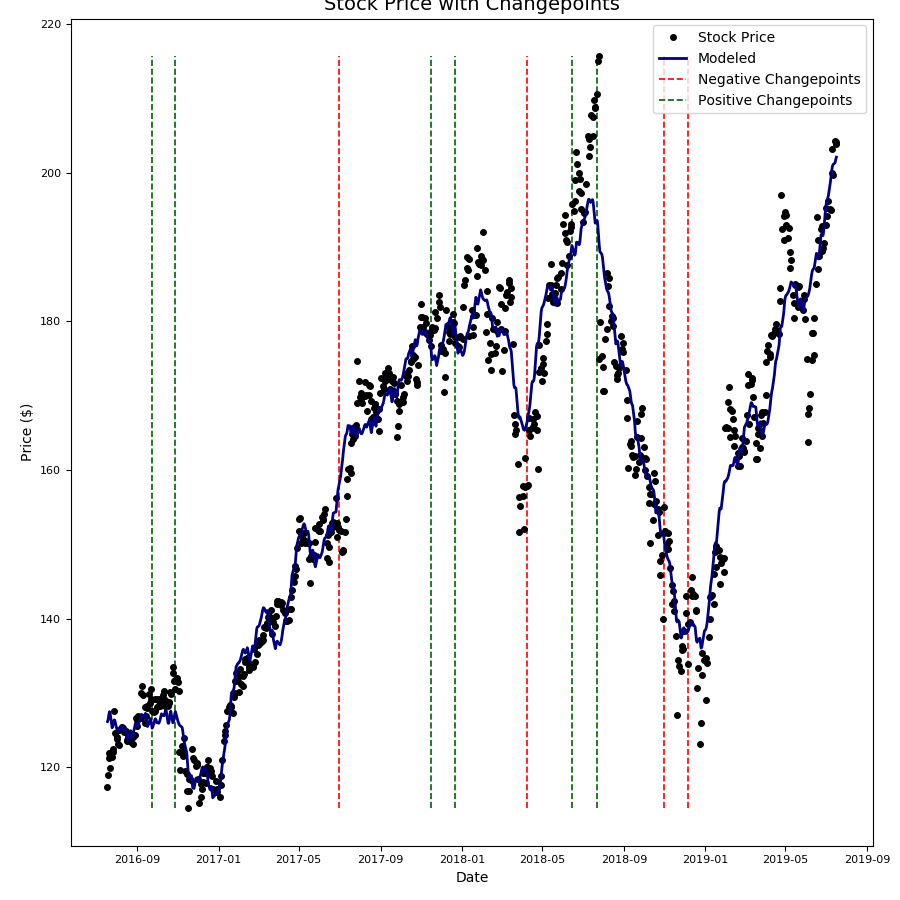 Stock Price with Changepoints
220
200
180
160
140
120
Price ($)
Stock Price
Modeled
Negative Changepoints
Positive Changepoints
2016-09 2017-01 2017-05 2017-09 2018-01 2018-05 2018-09 2019-01 2019-05 2019-09
Date